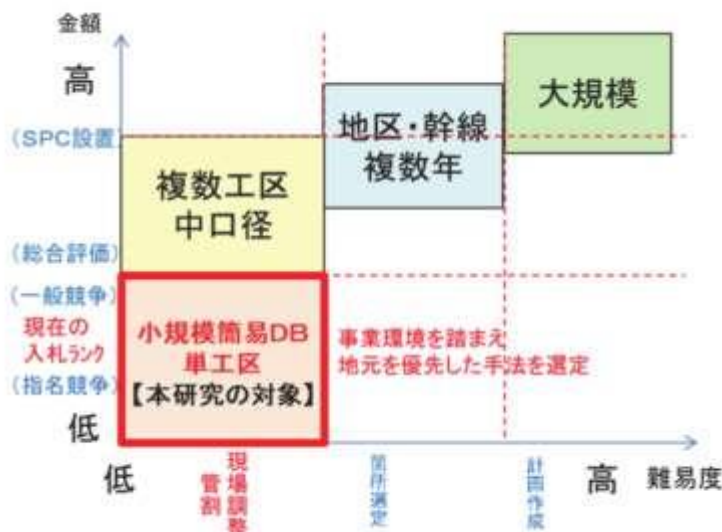 金額
高
(SPC設置)
(総合評価)
(一般競争)
現在の
入札ランク
(指名競争)
低
大規模
地区・幹線
複数年
複数工区
中口径
小規模簡易DB
単工区
【本研究の対象】
事業環境を踏まえ
地元を優先した手法を選定
低
現場調整
管割
箇所選定
計画作成
高
難易度